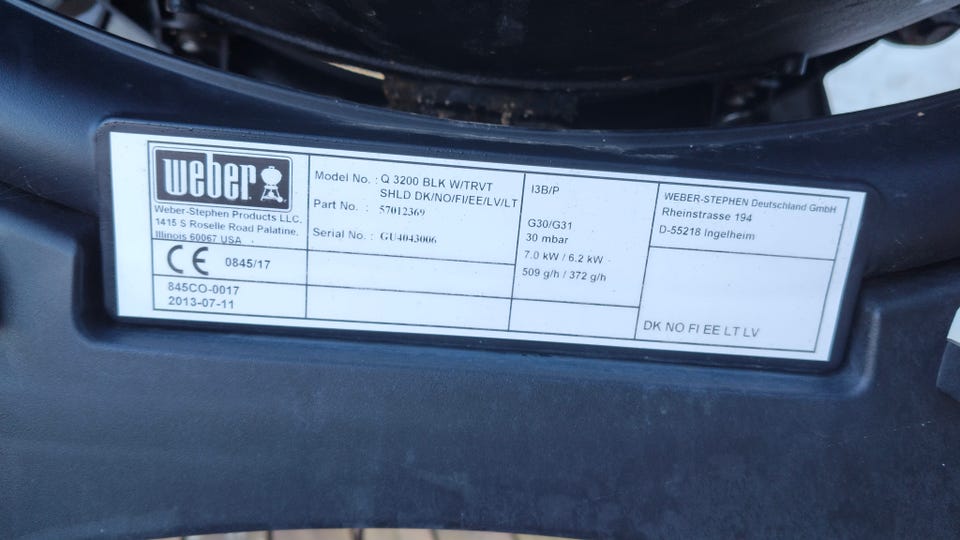 weber
Weber-Stephen Products LLC.
1415 S Roselle Road Palatine,
Illinois 60067 USA
CE 0845/17
845CO-0017
2013-07-11
Model No. : Q 3200 BLK W/TRVT
SHLD DK/NO/FI/EE/LV/LT
Part No. : 57012369
Serial No. : GU4043006
I3B/P
G30/G31
30 mbar
7.0 kW / 6.2 kW
509 g/h / 372 g/h
WEBER-STEPHEN Deutschland GmbH
Rheinstrasse 194
D-55218 Ingelheim
DK NO FI EE LT LV